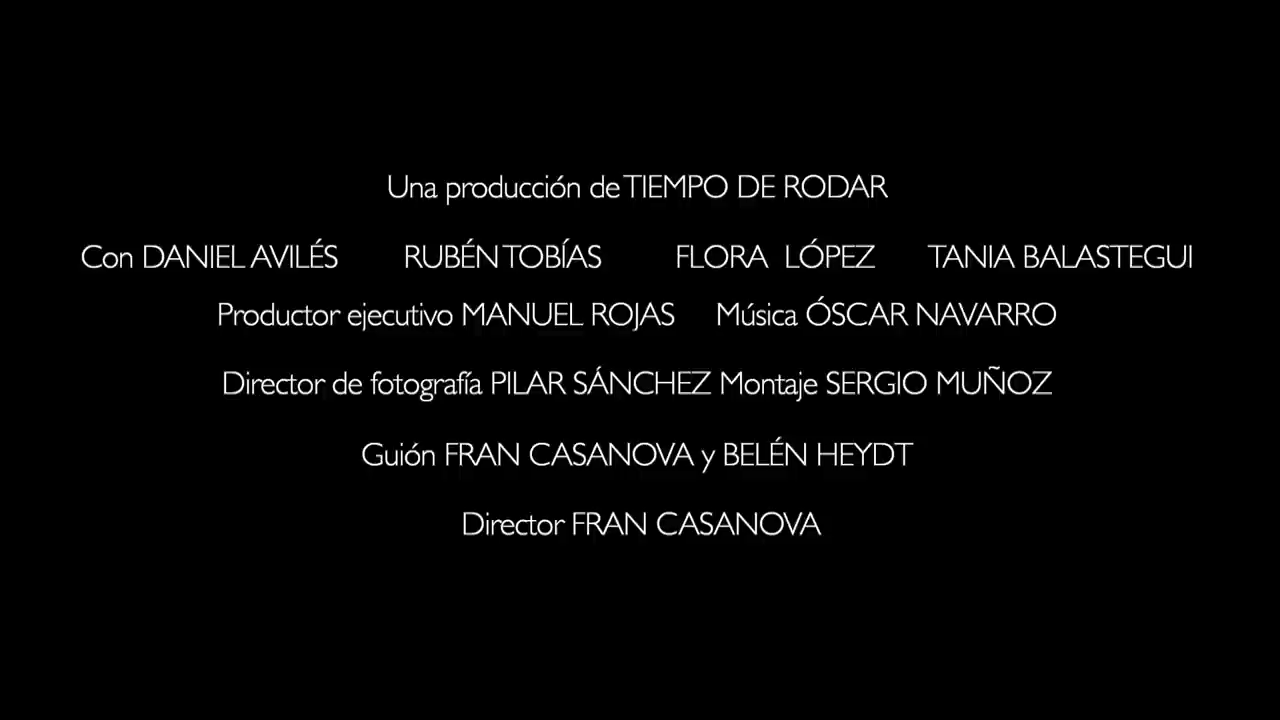 Una producción de TIEMPO DE RODAR
Con DANIEL AVILÉS RUBÉN TOBÍAS FLORA LÓPEZ TANIA BALASTEGUI
Productor ejecutivo MANUEL ROJAS Música ÓSCAR NAVARRO
Director de fotografía PILAR SÁNCHEZ Montaje SERGIO MUÑOZ
Guión FRAN CASANOVA y BELÉN HEYDT
Director FRAN CASANOVA